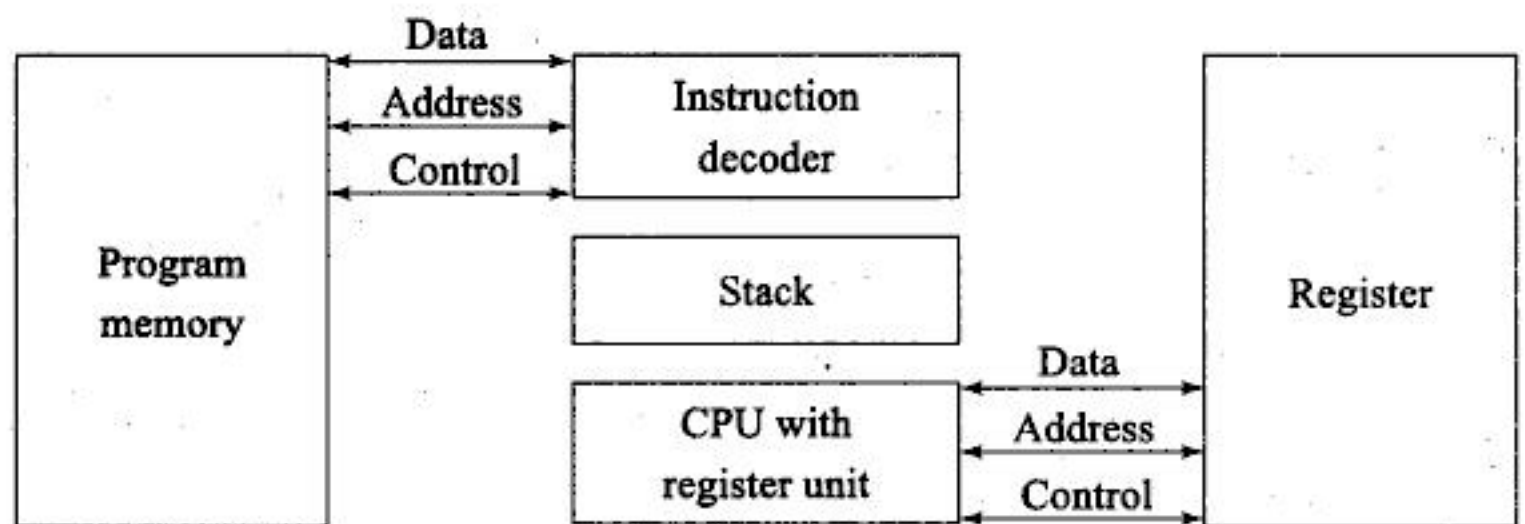 Data
Address
Control
Program
memory
Instruction
decoder
Stack
CPU with
register unit
Data
Address
Control
Register